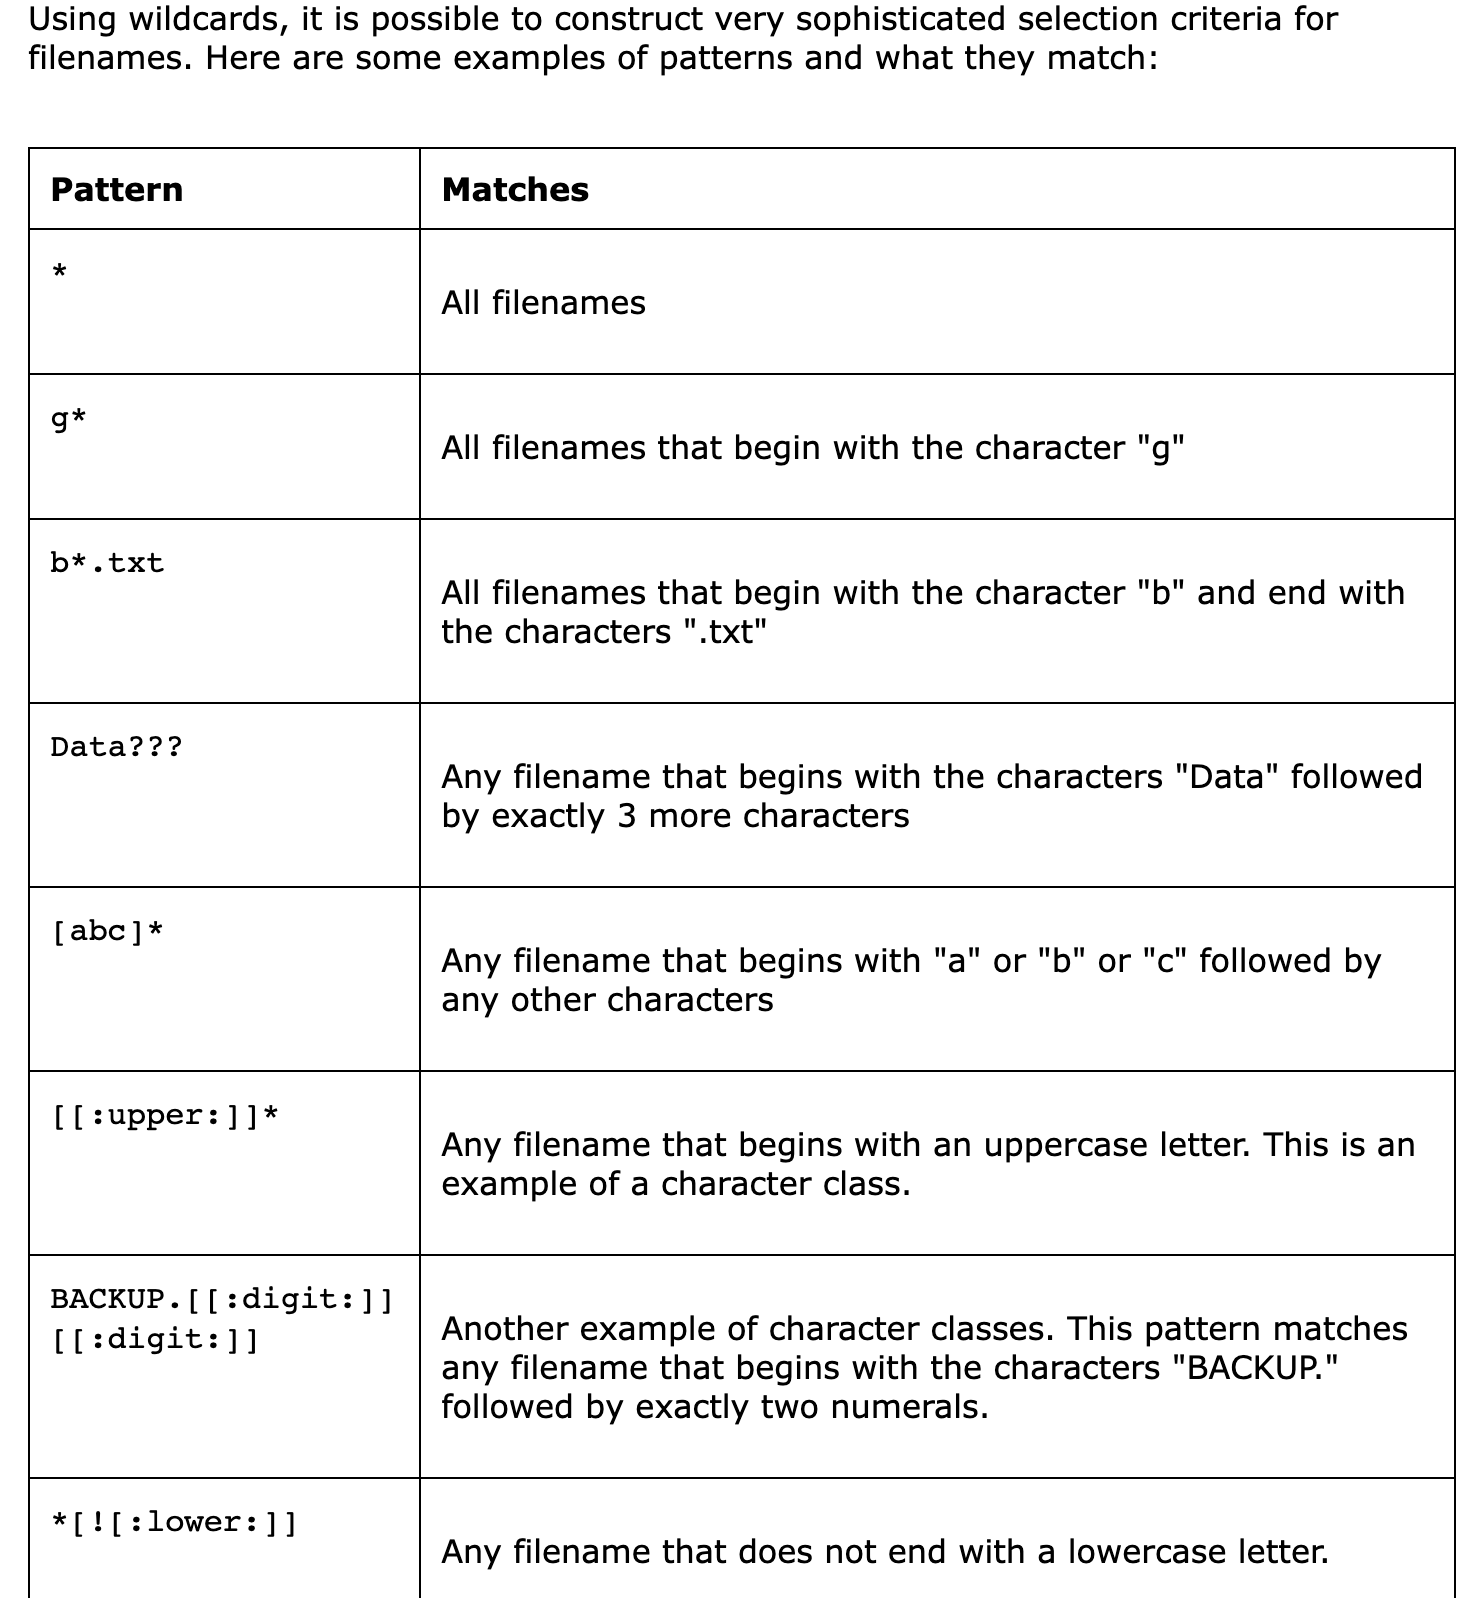 Using wildcards, it is possible to construct very sophisticated selection criteria for
filenames. Here are some examples of patterns and what they match:
Pattern
Matches
*
All filenames
g*
All filenames that begin with the character "g"
b*.txt
All filenames that begin with the character "b" and end with
the characters ".txt"
Data???
Any filename that begins with the characters "Data" followed
by exactly 3 more characters
[abc]*
Any filename that begins with "a" or "b" or "c" followed by
any other characters
[[:upper:]]*
Any filename that begins with an uppercase letter. This is an
example of a character class.
BACKUP.[[:digit:]]
[[:digit:]]
Another example of character classes. This pattern matches
any filename that begins with the characters "BACKUP."
followed by exactly two numerals.
*[![:lower:]]
Any filename that does not end with a lowercase letter.